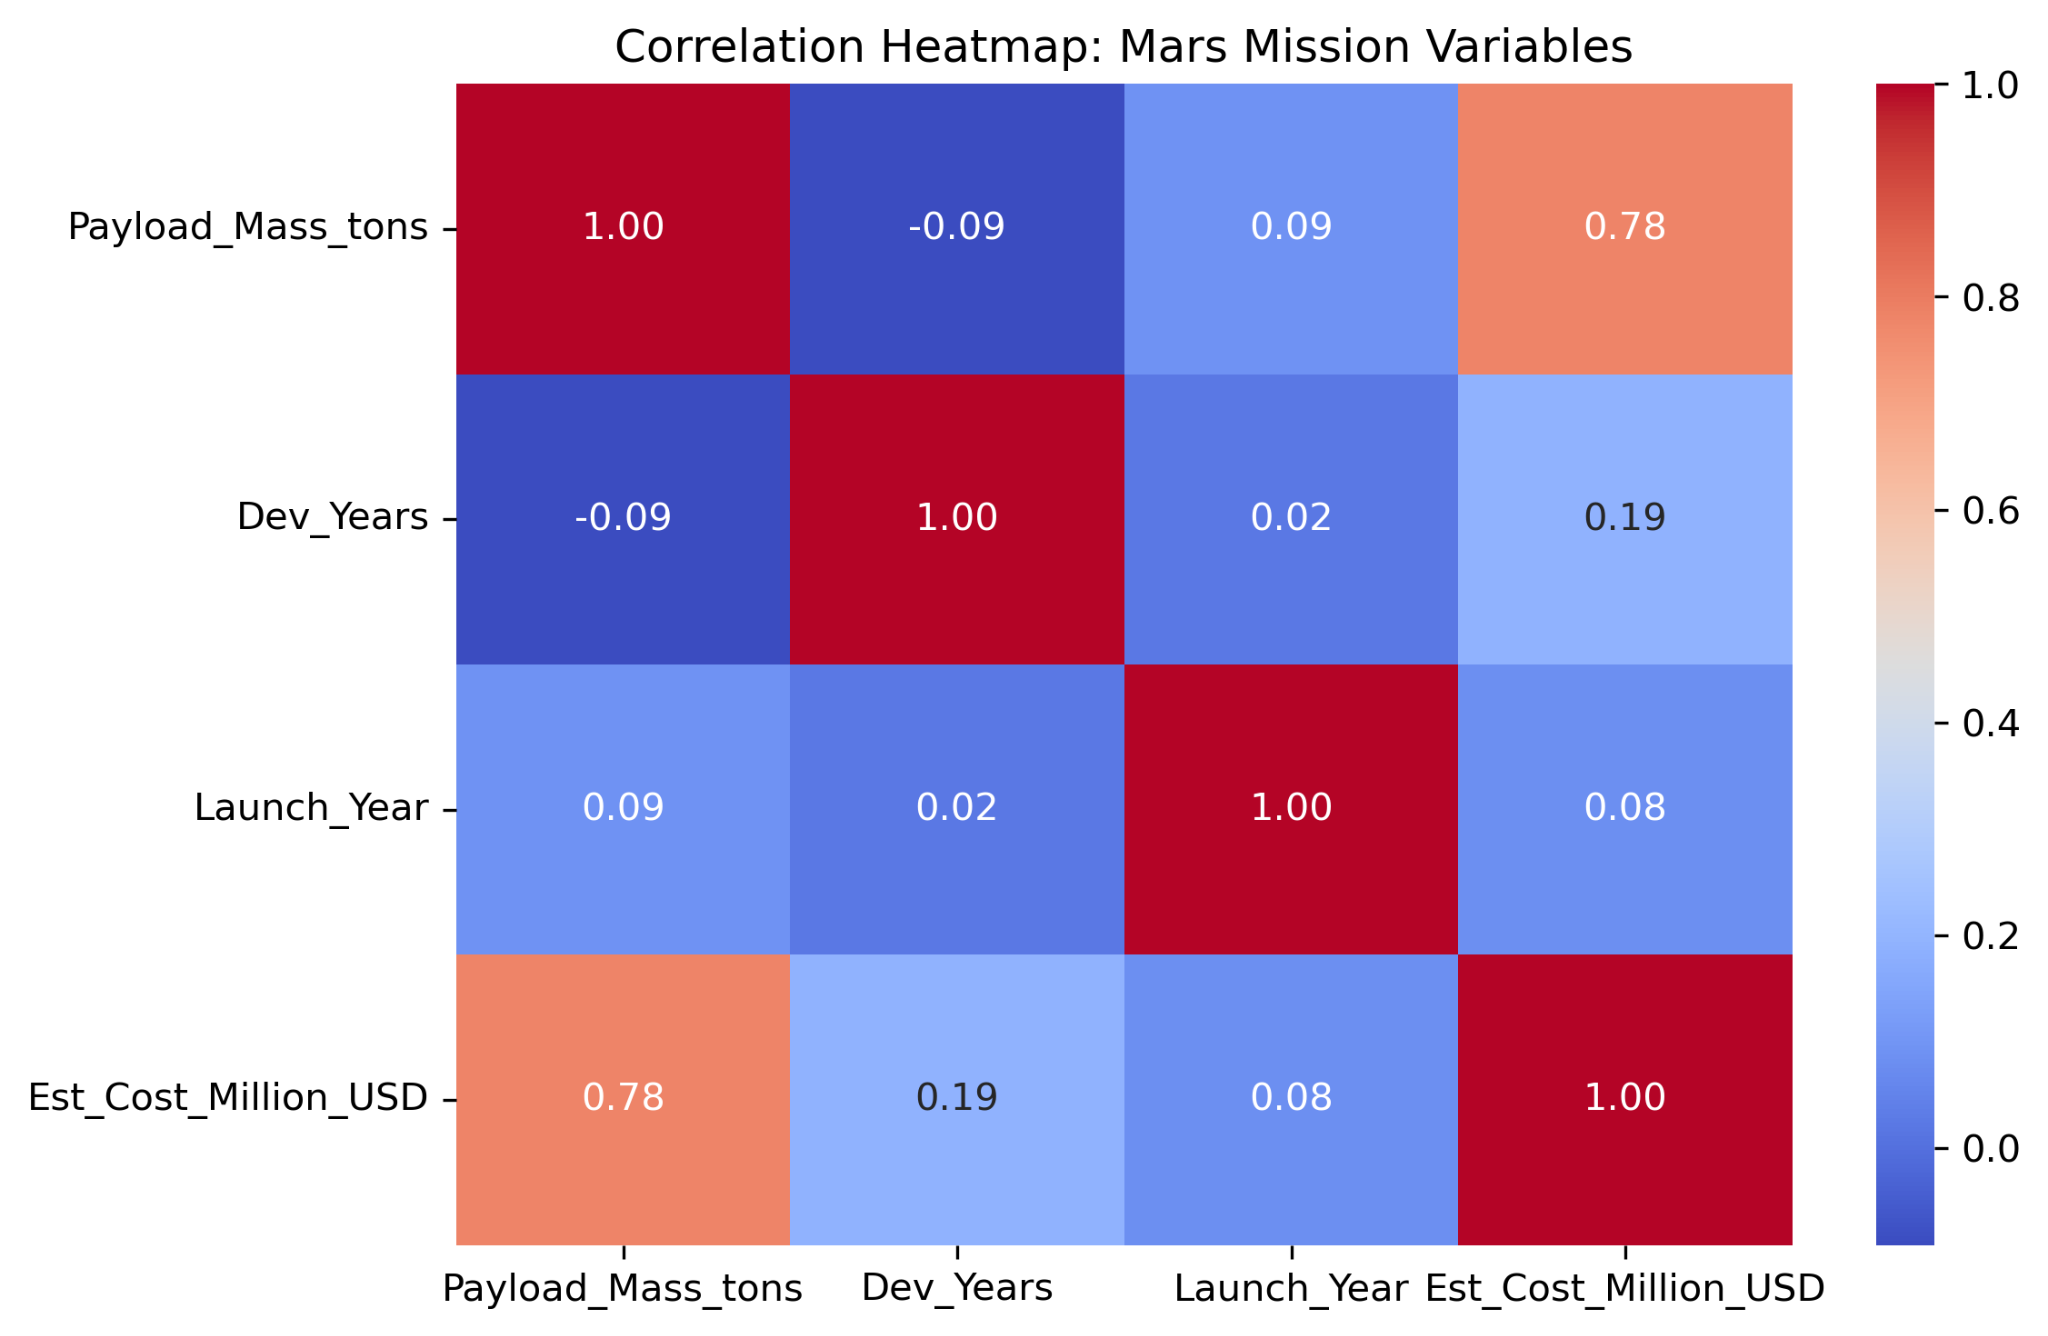 Correlation Heatmap: Mars Mission Variables
Payload_Mass_tons 1.00 -0.09 0.09 0.78
Dev_Years -0.09 1.00 0.02 0.19
Launch_Year 0.09 0.02 1.00 0.08
Est_Cost_Million_USD 0.78 0.19 0.08 1.00
Payload_Mass_tons Dev_Years Launch_Year Est_Cost_Million_USD
1.0
0.8
0.6
0.4
0.2
0.0